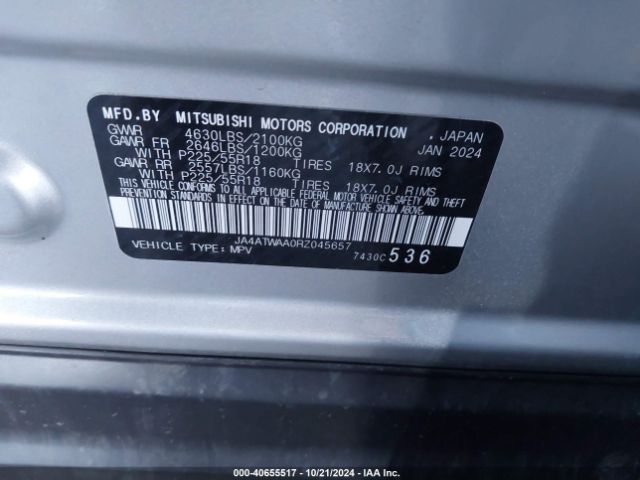 MFD.BY MITSUBISHI MOTORS CORPORATION . JAPAN
GVWR 4630LBS/2100KG JAN 2024
GAWR FR 2646LBS/1200KG
WITH P225/55R18 TIRES 18X7.0J RIMS
GAWR RR 2557LBS/1160KG
WITH P225/55R18 TIRES 18X7.0J RIMS
THIS VEHICLE CONFORMS TO ALL APPLICABLE FEDERAL MOTOR VEHICLE SAFETY AND THEFT
PREVENTION STANDARDS IN EFFECT ON THE DATE OF MANUFACTURE SHOWN ABOVE.
JA4ATWAA0RZ045657
VEHICLE TYPE: MPV 7430C 536
IAA
Stock #: 40655517 • 10/21/2024 - IAA Inc.